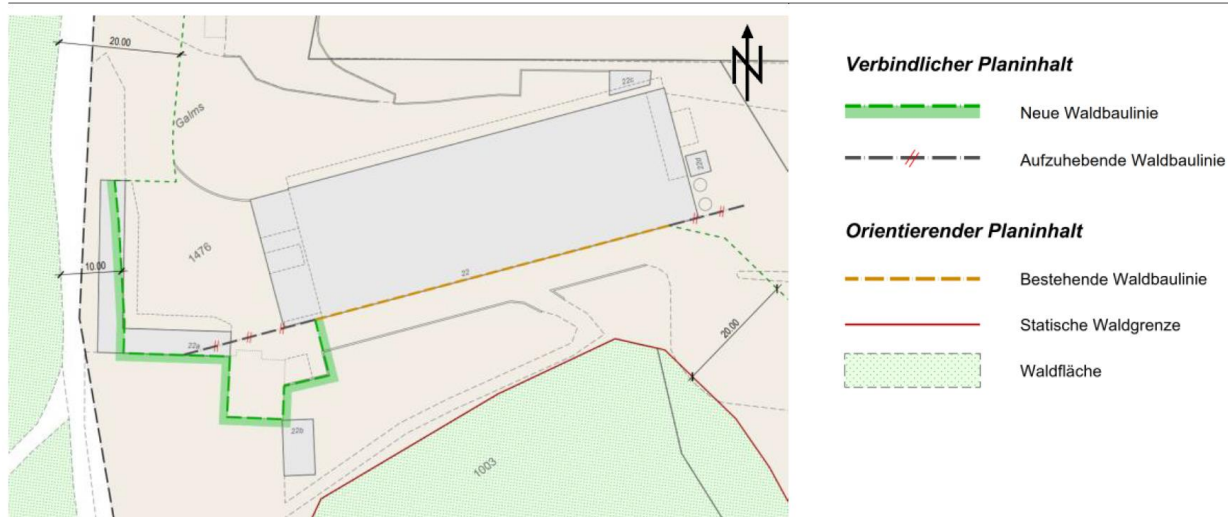 20.00
N
22c
Galms
22d
1476
22
10.00
22a
20.00
22b
1003
Verbindlicher Planinhalt
Neue Waldbaulinie
Aufzuhebende Waldbaulinie
Orientierender Planinhalt
Bestehende Waldbaulinie
Statische Waldgrenze
Waldfläche